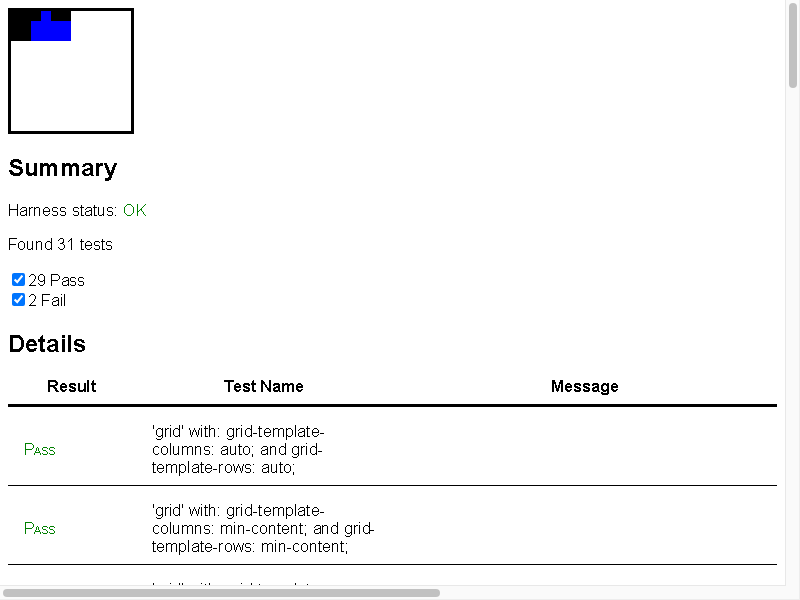 Summary
Harness status: OK
Found 31 tests
29 Pass
2 Fail
Details
Result Test Name Message
'grid' with: grid-template-
Pass columns: auto; and grid-
template-rows: auto;
'grid' with: grid-template-
Pass columns: min-content; and grid-
template-rows: min-content;